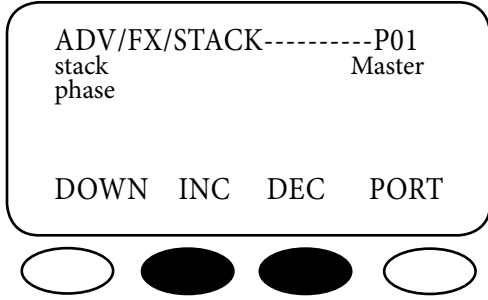 ADV/FX/STACK----------P01
stack Master
phase
DOWN INC DEC PORT